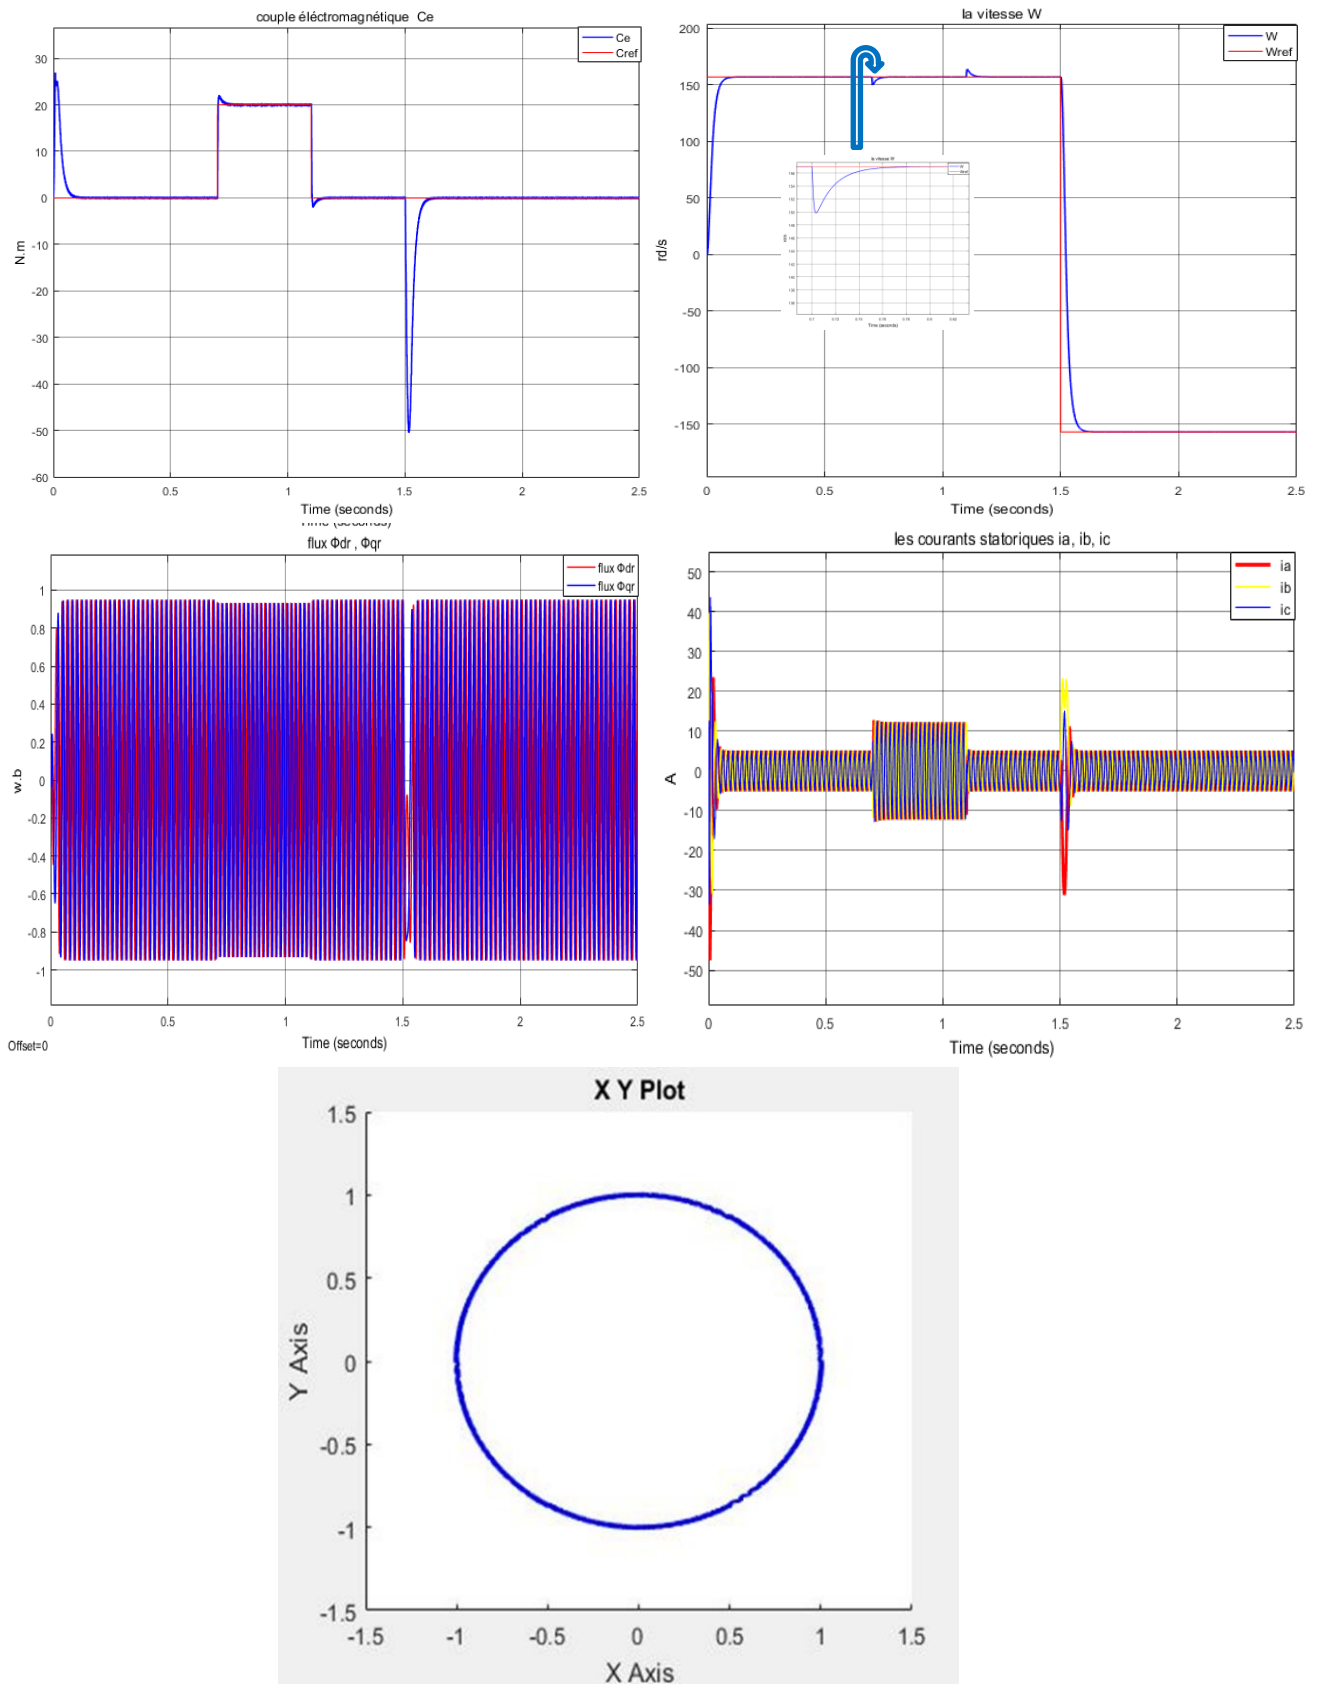 couple éléctromagnétique Ce
Ce
Cref
30
20
10
0
-10
-20
-30
-40
-50
-60
N.m
0 0.5 1 1.5 2 2.5
Time (seconds)
la vitesse W
W
Wref
200
150
100
50
0
-50
-100
-150
rd/s
la vitesse W
Time (seconds)
0 0.5 1 1.5 2 2.5
Time (seconds)
flux Φdr , Φqr
flux Φdr
flux Φqr
1
0.8
0.6
0.4
0.2
0
-0.2
-0.4
-0.6
-0.8
-1
w.b
0 0.5 1 1.5 2 2.5
Time (seconds)
Offset=0
les courants statoriques ia, ib, ic
ia
ib
ic
50
40
30
20
10
0
-10
-20
-30
-40
-50
A
0 0.5 1 1.5 2 2.5
Time (seconds)
X Y Plot
1.5
1
0.5
0
-0.5
-1
-1.5
Y Axis
-1.5 -1 -0.5 0 0.5 1 1.5
X Axis